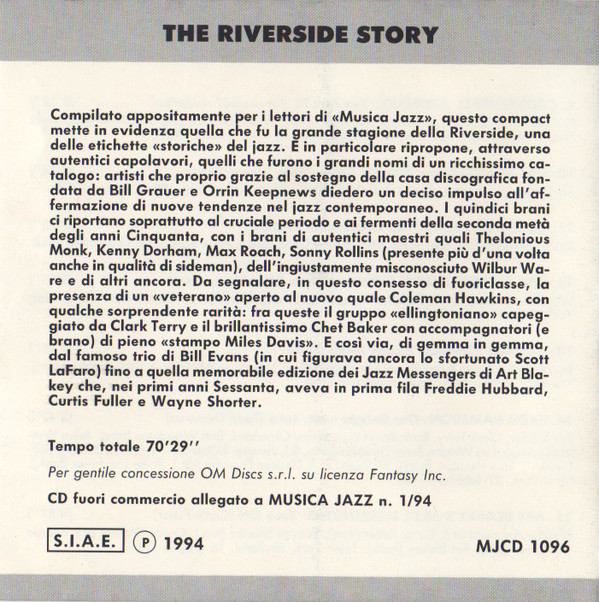 THE RIVERSIDE STORY
Compilato appositamente per i lettori di «Musica Jazz», questo compact
mette in evidenza quella che fu la grande stagione della Riverside, una
delle etichette «storiche» del jazz. E in particolare ripropone, attraverso
autentici capolavori, quelli che furono i grandi nomi di un ricchissimo ca-
talogo: artisti che proprio grazie al sostegno della casa discografica fon-
data da Bill Grauer e Orrin Keepnews diedero un deciso impulso all'af-
fermazione di nuove tendenze nel jazz contemporaneo. I quindici brani
ci riportano soprattutto al cruciale periodo e ai fermenti della seconda metà
degli anni Cinquanta, con i brani di autentici maestri quali Thelonious
Monk, Kenny Dorham, Max Roach, Sonny Rollins (presente più d'una volta
anche in qualità di sideman), dell'ingiustamente misconosciuto Wilbur Wa-
re e di altri ancora. Da segnalare, in questo consesso di fuoriclasse, la
presenza di un «veterano» aperto al nuovo quale Coleman Hawkins, con
qualche sorprendente rarità: fra queste il gruppo «ellingtoniano» capeg-
giato da Clark Terry e il brillantissimo Chet Baker con accompagnatori (e
brano) di pieno «stampo Miles Davis». E così via, di gemma in gemma,
dal famoso trio di Bill Evans (in cui figurava ancora lo sfortunato Scott
LaFaro) fino a quella memorabile edizione dei Jazz Messengers di Art Bla-
key che, nei primi anni Sessanta, aveva in prima fila Freddie Hubbard,
Curtis Fuller e Wayne Shorter.
Tempo totale 70'29''
Per gentile concessione OM Discs s.r.l. su licenza Fantasy Inc.
CD fuori commercio allegato a MUSICA JAZZ n. 1/94
S.I.A.E. Ⓟ 1994 MJCD 1096